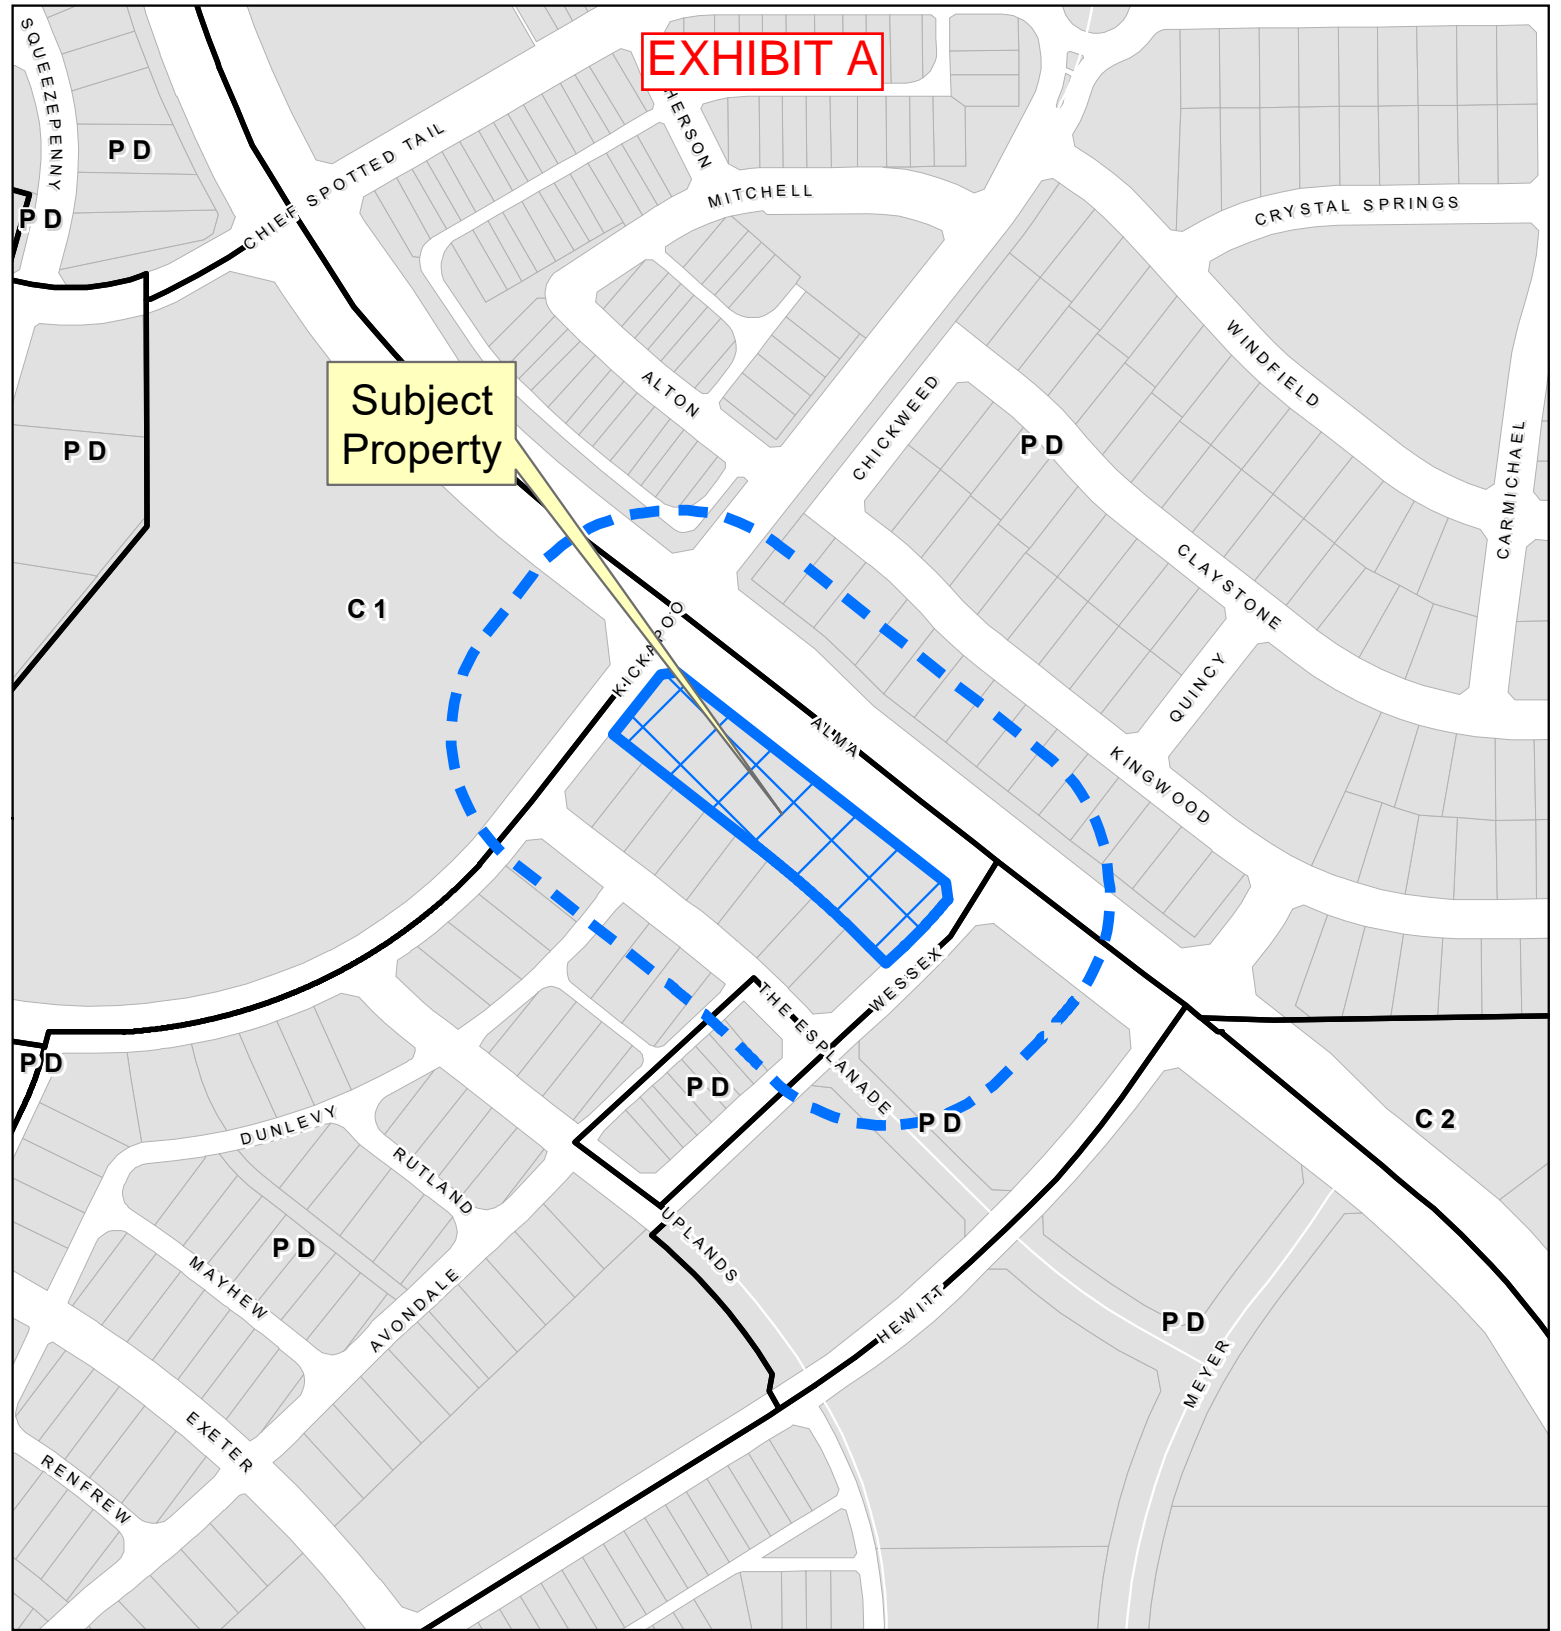 EXHIBIT A
SQUEEZEPENNY
PD
PD
CHIEF SPOTTED TAIL
HERSON
MITCHELL
CRYSTAL SPRINGS
WINDFIELD
Subject
Property
ALTON
CHICKWEED
PD
PD
CARMICHAEL
CLAYSTONE
C1
KICKAPOO
QUINCY
ALMA
KINGWOOD
WESSEX
THE ESPLANADE
PD
PD
PD
C2
DUNLEVY
RUTLAND
UPLANDS
PD
MAYHEW
AVONDALE
HEWITT
PD
MEYER
EXETER
RENFREW